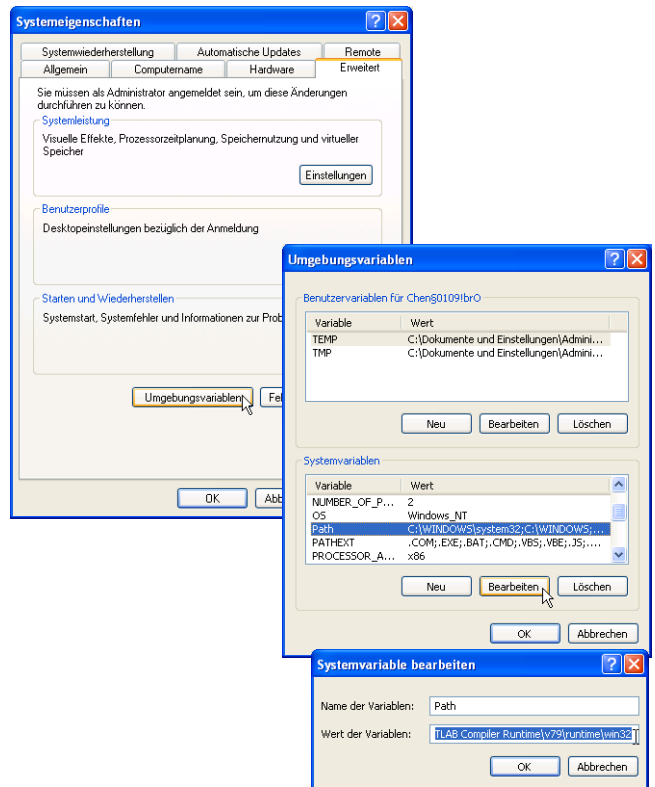 Systemeigenschaften
Systemwiederherstellung
Automatische Updates
Remote
Allgemein
Computername
Hardware
Erweitert
Sie müssen als Administrator angemeldet sein, um diese Änderungen
durchführen zu können.
Systemleistung
Visuelle Effekte, Prozessorzeitplanung, Speichernutzung und virtueller
Speicher
Einstellungen
Benutzerprofile
Desktopeinstellungen bezüglich der Anmeldung
Starten und Wiederherstellen
Systemstart, Systemfehler und Informationen zur Prob
Umgebungsvariablen
Fel
OK
Abb
Umgebungsvariablen
Benutzervariablen für Chen§0109!brO
Variable Wert
TEMP C:\Dokumente und Einstellungen\Admini...
TMP C:\Dokumente und Einstellungen\Admini...
Neu
Bearbeiten
Löschen
Systemvariablen
Variable Wert
NUMBER_OF_P... 2
OS Windows_NT
Path C:\WINDOWS\system32;C:\WINDOWS;...
PATHEXT .COM;.EXE;.BAT;.CMD;.VBS;.VBE;.JS;....
PROCESSOR_A... x86
Neu
Bearbeiten
Löschen
OK
Abbrechen
Systemvariable bearbeiten
Name der Variablen: Path
Wert der Variablen: TLAB Compiler Runtime\v79\runtime\win32
OK
Abbrechen